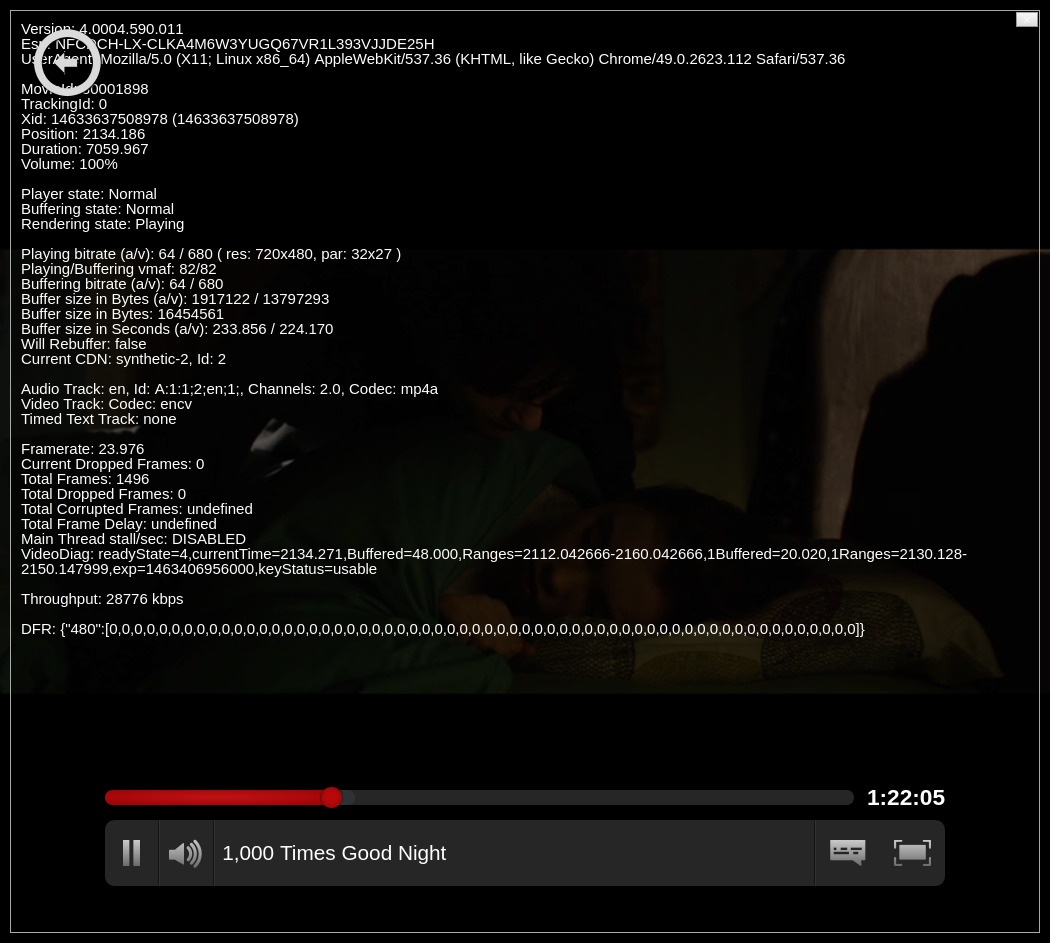 Version: 4.0004.590.011
Esn: NFCDCH-LX-CLKA4M6W3YUGQ67VR1L393VJJDE25H
UserAgent: Mozilla/5.0 (X11; Linux x86_64) AppleWebKit/537.36 (KHTML, like Gecko) Chrome/49.0.2623.112 Safari/537.36
MovieId: 80001898
TrackingId: 0
Xid: 14633637508978 (14633637508978)
Position: 2134.186
Duration: 7059.967
Volume: 100%
Player state: Normal
Buffering state: Normal
Rendering state: Playing
Playing bitrate (a/v): 64 / 680 ( res: 720x480, par: 32x27 )
Playing/Buffering vmaf: 82/82
Buffering bitrate (a/v): 64 / 680
Buffer size in Bytes (a/v): 1917122 / 13797293
Buffer size in Bytes: 16454561
Buffer size in Seconds (a/v): 233.856 / 224.170
Will Rebuffer: false
Current CDN: synthetic-2, Id: 2
Audio Track: en, Id: A:1:1;2;en;1;, Channels: 2.0, Codec: mp4a
Video Track: Codec: encv
Timed Text Track: none
Framerate: 23.976
Current Dropped Frames: 0
Total Frames: 1496
Total Dropped Frames: 0
Total Corrupted Frames: undefined
Total Frame Delay: undefined
Main Thread stall/sec: DISABLED
VideoDiag: readyState=4,currentTime=2134.271,Buffered=48.000,Ranges=2112.042666-2160.042666,1Buffered=20.020,1Ranges=2130.128-
2150.147999,exp=1463406956000,keyStatus=usable
Throughput: 28776 kbps
DFR: {"480":[0,0,0,0,0,0,0,0,0,0,0,0,0,0,0,0,0,0,0,0,0,0,0,0,0,0,0,0,0,0,0,0,0,0,0,0,0,0,0,0,0,0,0,0,0,0,0,0,0,0,0,0,0,0,0,0,0,0,0,0]}
1:22:05
1,000 Times Good Night